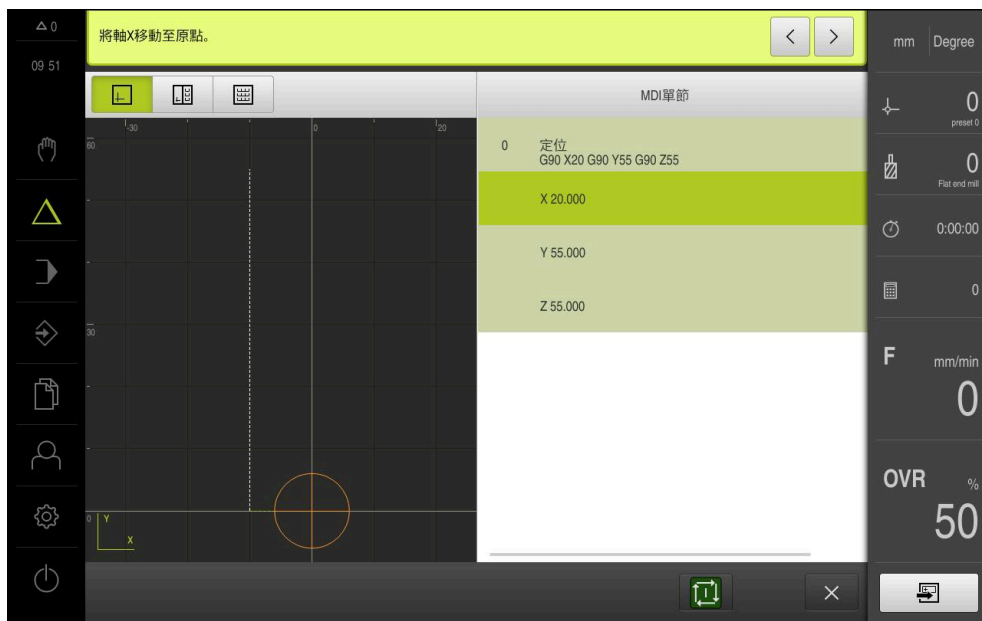 0
09 51
將軸X移動至原點。
MDI單節
-30
0
20
60
30
0
Y
X
0 定位
G90 X20 G90 Y55 G90 Z55
X 20.000
Y 55.000
Z 55.000
mm Degree
0
preset 0
0
Flat end mill
0:00:00
0
F mm/min
0
OVR %
50